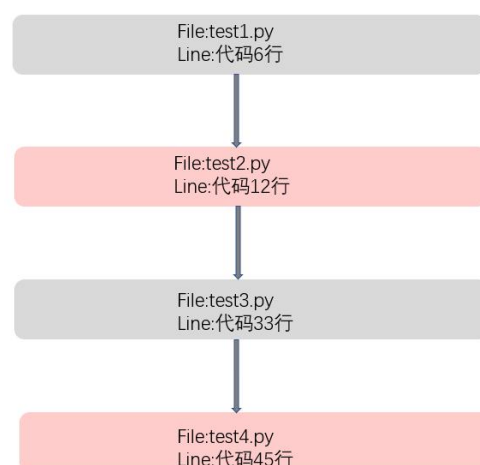 File:test1.py
Line:代码6行
File:test2.py
Line:代码12行
File:test3.py
Line:代码33行
File:test4.py
Line:代码45行